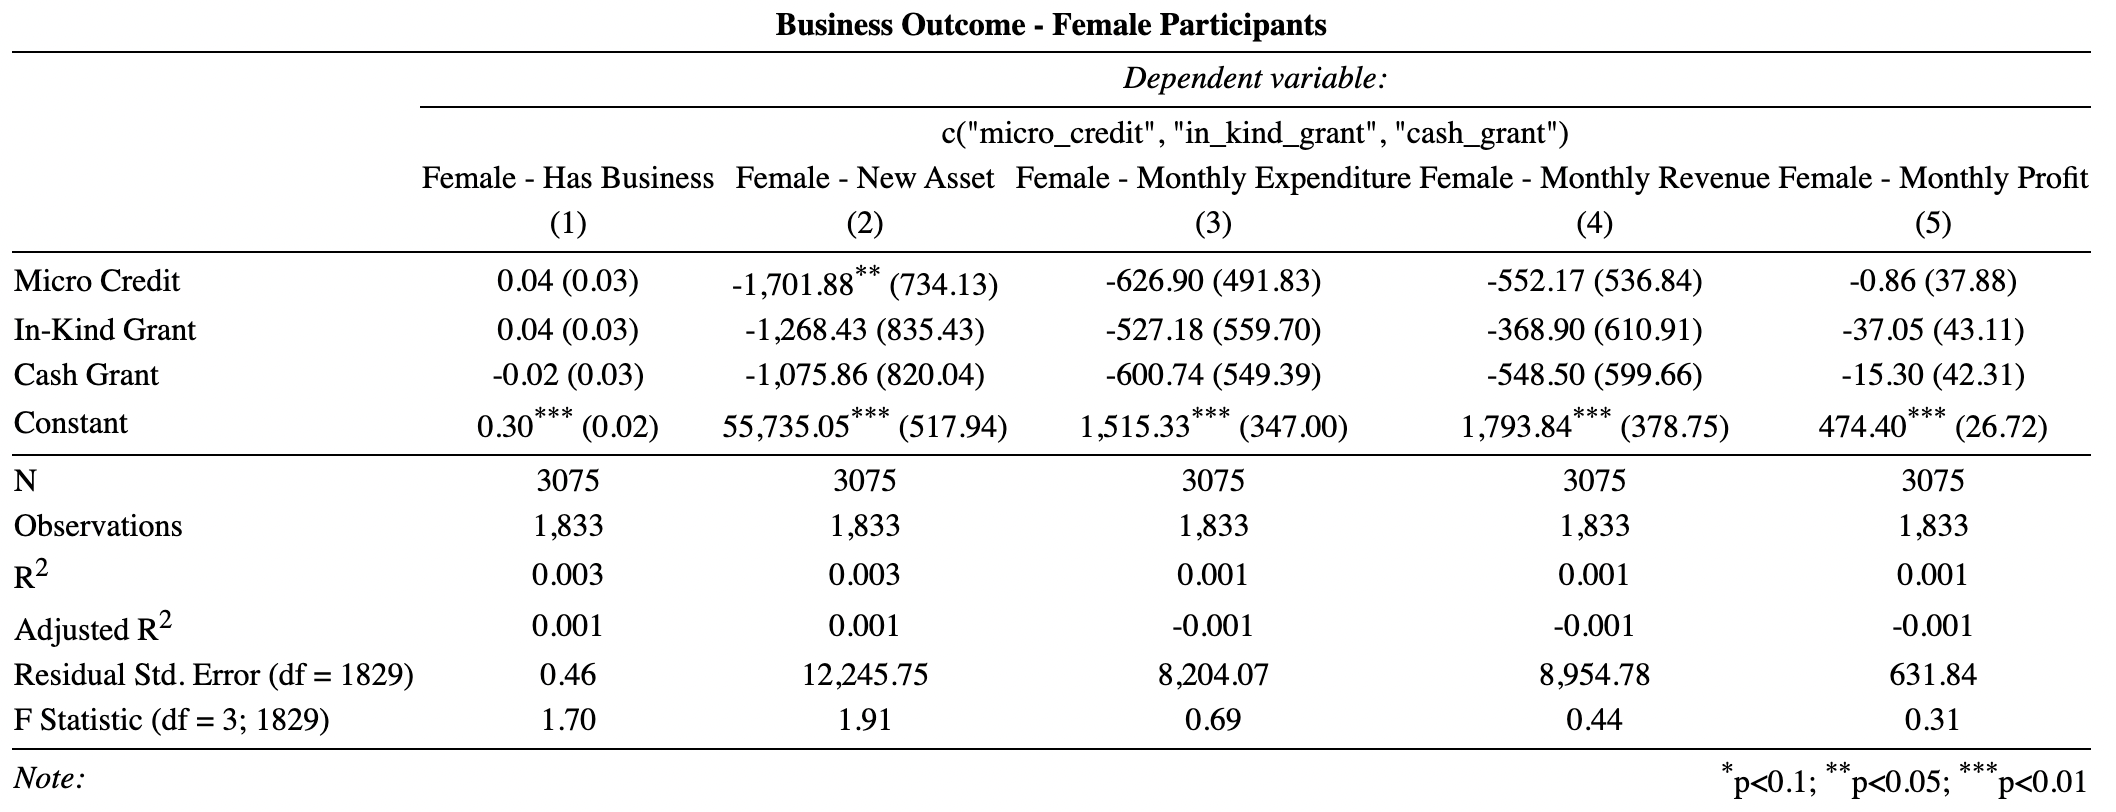 Business Outcome - Female Participants
Dependent variable:
c("micro_credit", "in_kind_grant", "cash_grant")
Female - Has Business Female - New Asset Female - Monthly Expenditure Female - Monthly Revenue Female - Monthly Profit
(1) (2) (3) (4) (5)
Micro Credit 0.04 (0.03) -1,701.88** (734.13) -626.90 (491.83) -552.17 (536.84) -0.86 (37.88)
In-Kind Grant 0.04 (0.03) -1,268.43 (835.43) -527.18 (559.70) -368.90 (610.91) -37.05 (43.11)
Cash Grant -0.02 (0.03) -1,075.86 (820.04) -600.74 (549.39) -548.50 (599.66) -15.30 (42.31)
Constant 0.30*** (0.02) 55,735.05*** (517.94) 1,515.33*** (347.00) 1,793.84*** (378.75) 474.40*** (26.72)
N 3075 3075 3075 3075 3075
Observations 1,833 1,833 1,833 1,833 1,833
R2 0.003 0.003 0.001 0.001 0.001
Adjusted R2 0.001 0.001 -0.001 -0.001 -0.001
Residual Std. Error (df = 1829) 0.46 12,245.75 8,204.07 8,954.78 631.84
F Statistic (df = 3; 1829) 1.70 1.91 0.69 0.44 0.31
Note: *p<0.1; **p<0.05; ***p<0.01